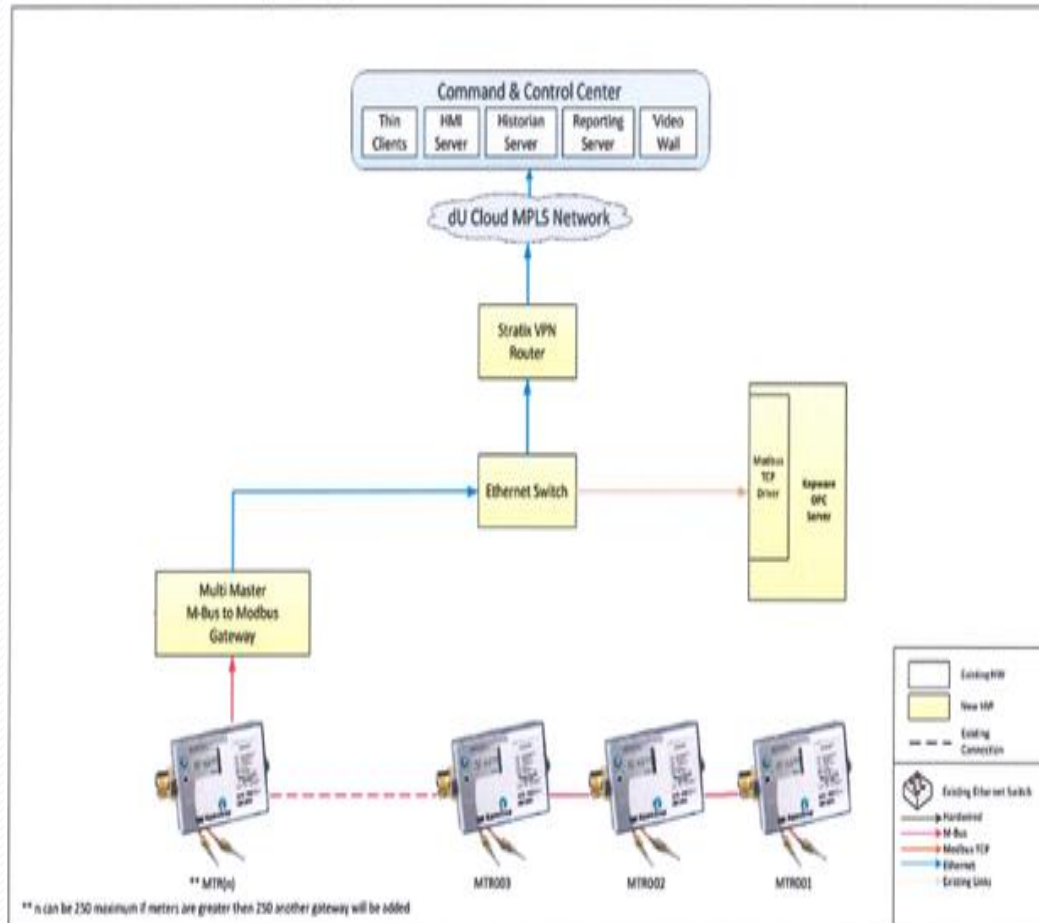 Command & Control Center
Thin
Clients
HMI
Server
Historian
Server
Reporting
Server
Video
Wall
dU Cloud MPLS Network
Stratix VPN
Router
Ethernet Switch
Modbus
TCP
Driver
Kepware
OPC
Server
Multi Master
M-Bus to Modbus
Gateway
Existing HW
New HW
Existing
Connection
Existing Ethernet Switch
Hardwired
M-Bus
Modbus TCP
Ethernet
Existing Links
** MTR(n)
MTR003
MTR002
MTR001
** n can be 250 maximum if meters are greater then 250 another gateway will be added